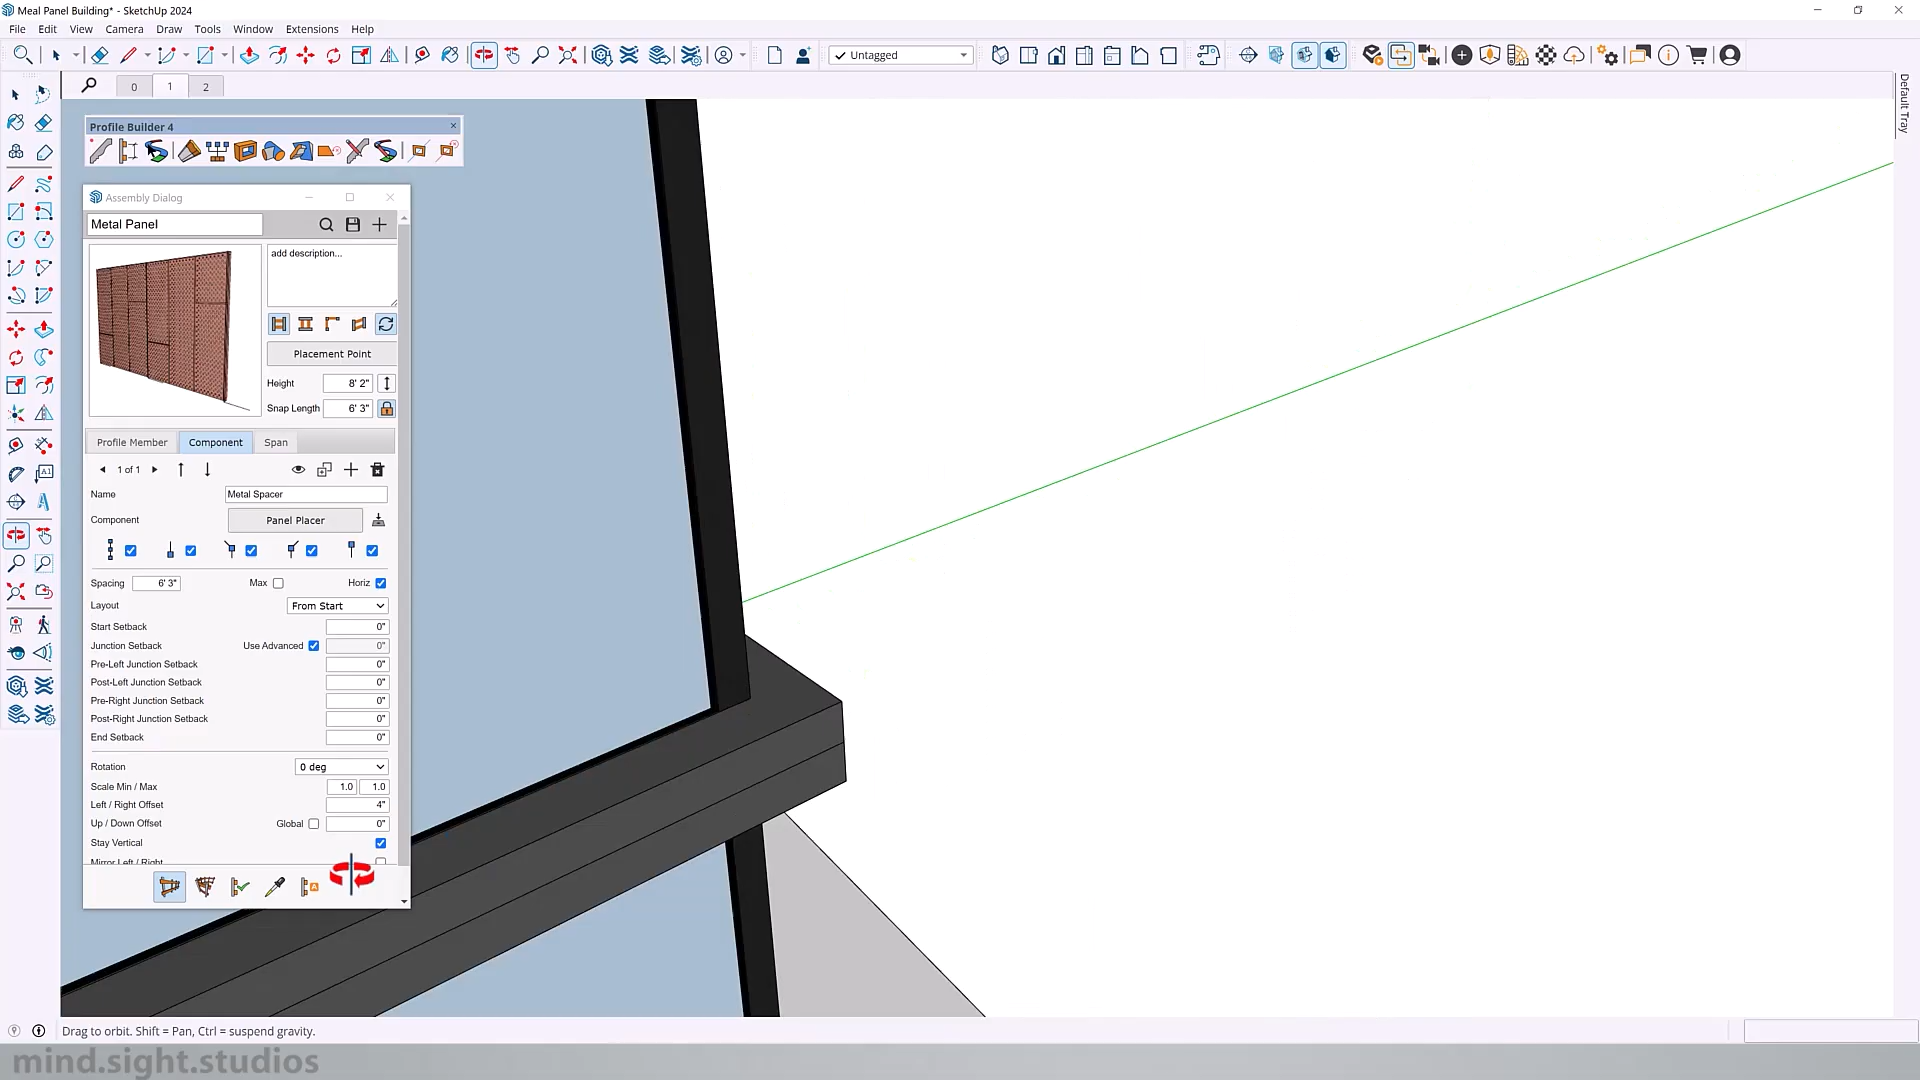 Meal Panel Building* - SketchUp 2024
File Edit View Camera Draw Tools Window Extensions Help
Untagged
0 1 2
Default Tray
Profile Builder 4
Assembly Dialog
Metal Panel
add description...
Placement Point
Height 8' 2"
Snap Length 6' 3"
Profile Member Component Span
1 of 1
Name Metal Spacer
Component Panel Placer
Spacing 6' 3" Max Horiz
Layout From Start
Start Setback 0"
Junction Setback Use Advanced 0"
Pre-Left Junction Setback 0"
Post-Left Junction Setback 0"
Pre-Right Junction Setback 0"
Post-Right Junction Setback 0"
End Setback 0"
Rotation 0 deg
Scale Min / Max 1.0 1.0
Left / Right Offset 4"
Up / Down Offset Global 0"
Stay Vertical
Mirror Left / Right
Drag to orbit. Shift = Pan, Ctrl = suspend gravity.
mind.sight.studios